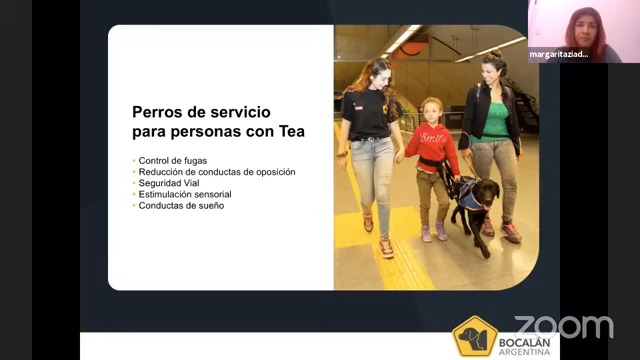 margaritaziad...
Perros de servicio
para personas con Tea
• Control de fugas
• Reducción de conductas de oposición
• Seguridad Vial
• Estimulación sensorial
• Conductas de sueño
Smile
BOCALÁN
ARGENTINA
zoom